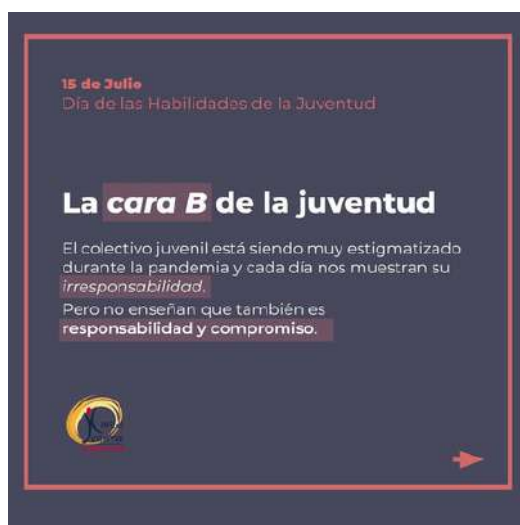 15 de Julio
Día de las Habilidades de la Juventud
La cara B de la juventud
El colectivo juvenil está siendo muy estigmatizado
durante la pandemia y cada día nos muestran su
irresponsabilidad.
Pero no enseñan que también es
responsabilidad y compromiso.